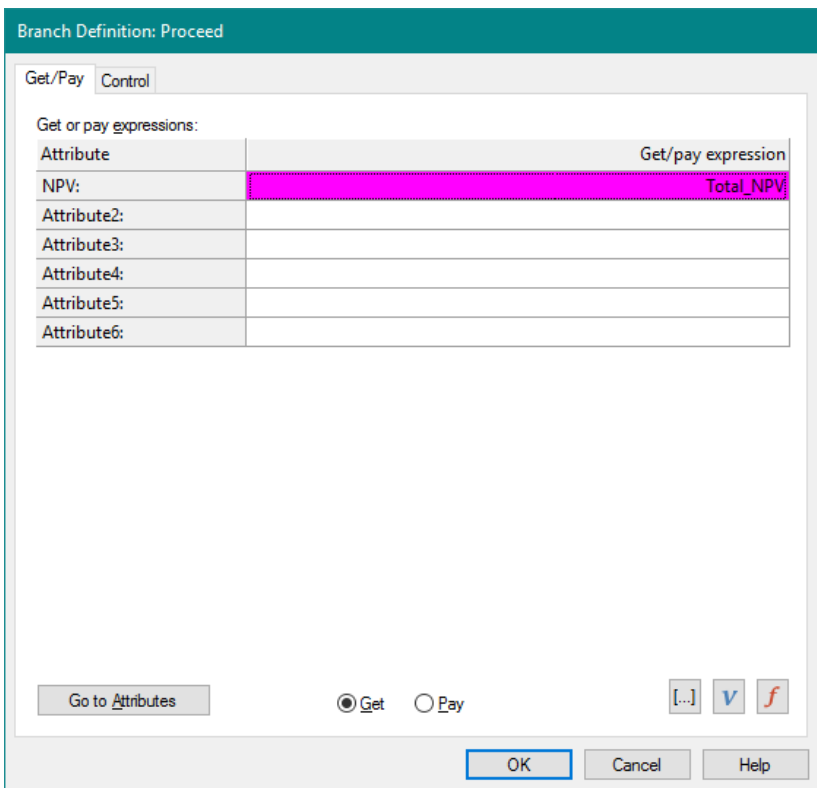 Branch Definition: Proceed
Get/Pay Control
Get or pay expressions:
Attribute Get/pay expression
NPV: Total_NPV
Attribute2:
Attribute3:
Attribute4:
Attribute5:
Attribute6:
Go to Attributes Get Pay [...] V f
OK Cancel Help